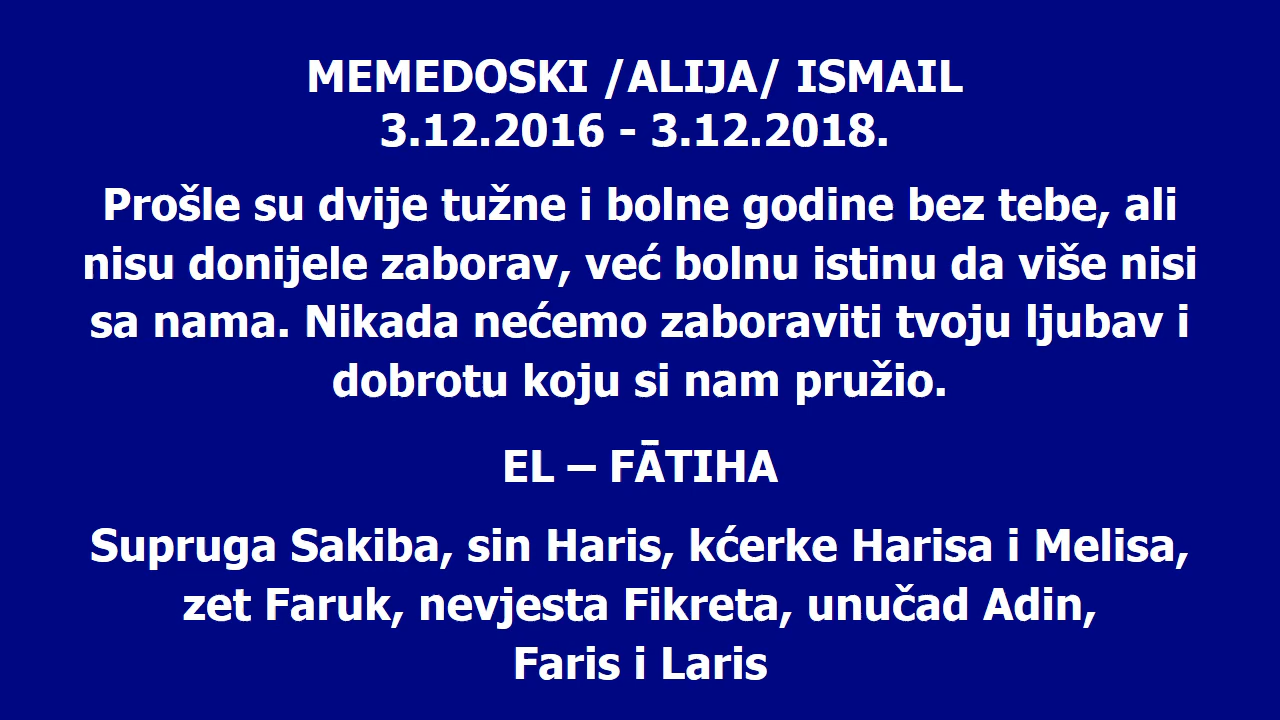 MEMEDOSKI /ALIJA/ ISMAIL
3.12.2016 - 3.12.2018.
Prošle su dvije tužne i bolne godine bez tebe, ali
nisu donijele zaborav, već bolnu istinu da više nisi
sa nama. Nikada nećemo zaboraviti tvoju ljubav i
dobrotu koju si nam pružio.
EL – FĀTIHA
Supruga Sakiba, sin Haris, kćerke Harisa i Melisa,
zet Faruk, nevjesta Fikreta, unučad Adin,
Faris i Laris